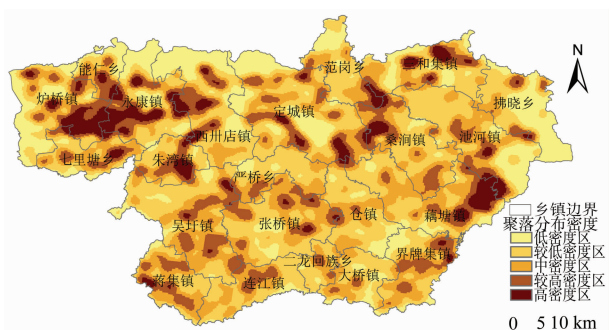 能仁乡
炉桥镇
永康镇
七里塘乡
朱湾镇
西卅店镇
定城镇
范岗乡
三和集镇
拂晓乡
桑涧镇
池河镇
严桥乡
吴圩镇
张桥镇
仓镇
藕塘镇
界牌集镇
二龙回族乡
大桥镇
连江镇
蒋集镇
N
乡镇边界
聚落分布密度
低密度区
较低密度区
中密度区
较高密度区
高密度区
0 5 10 km